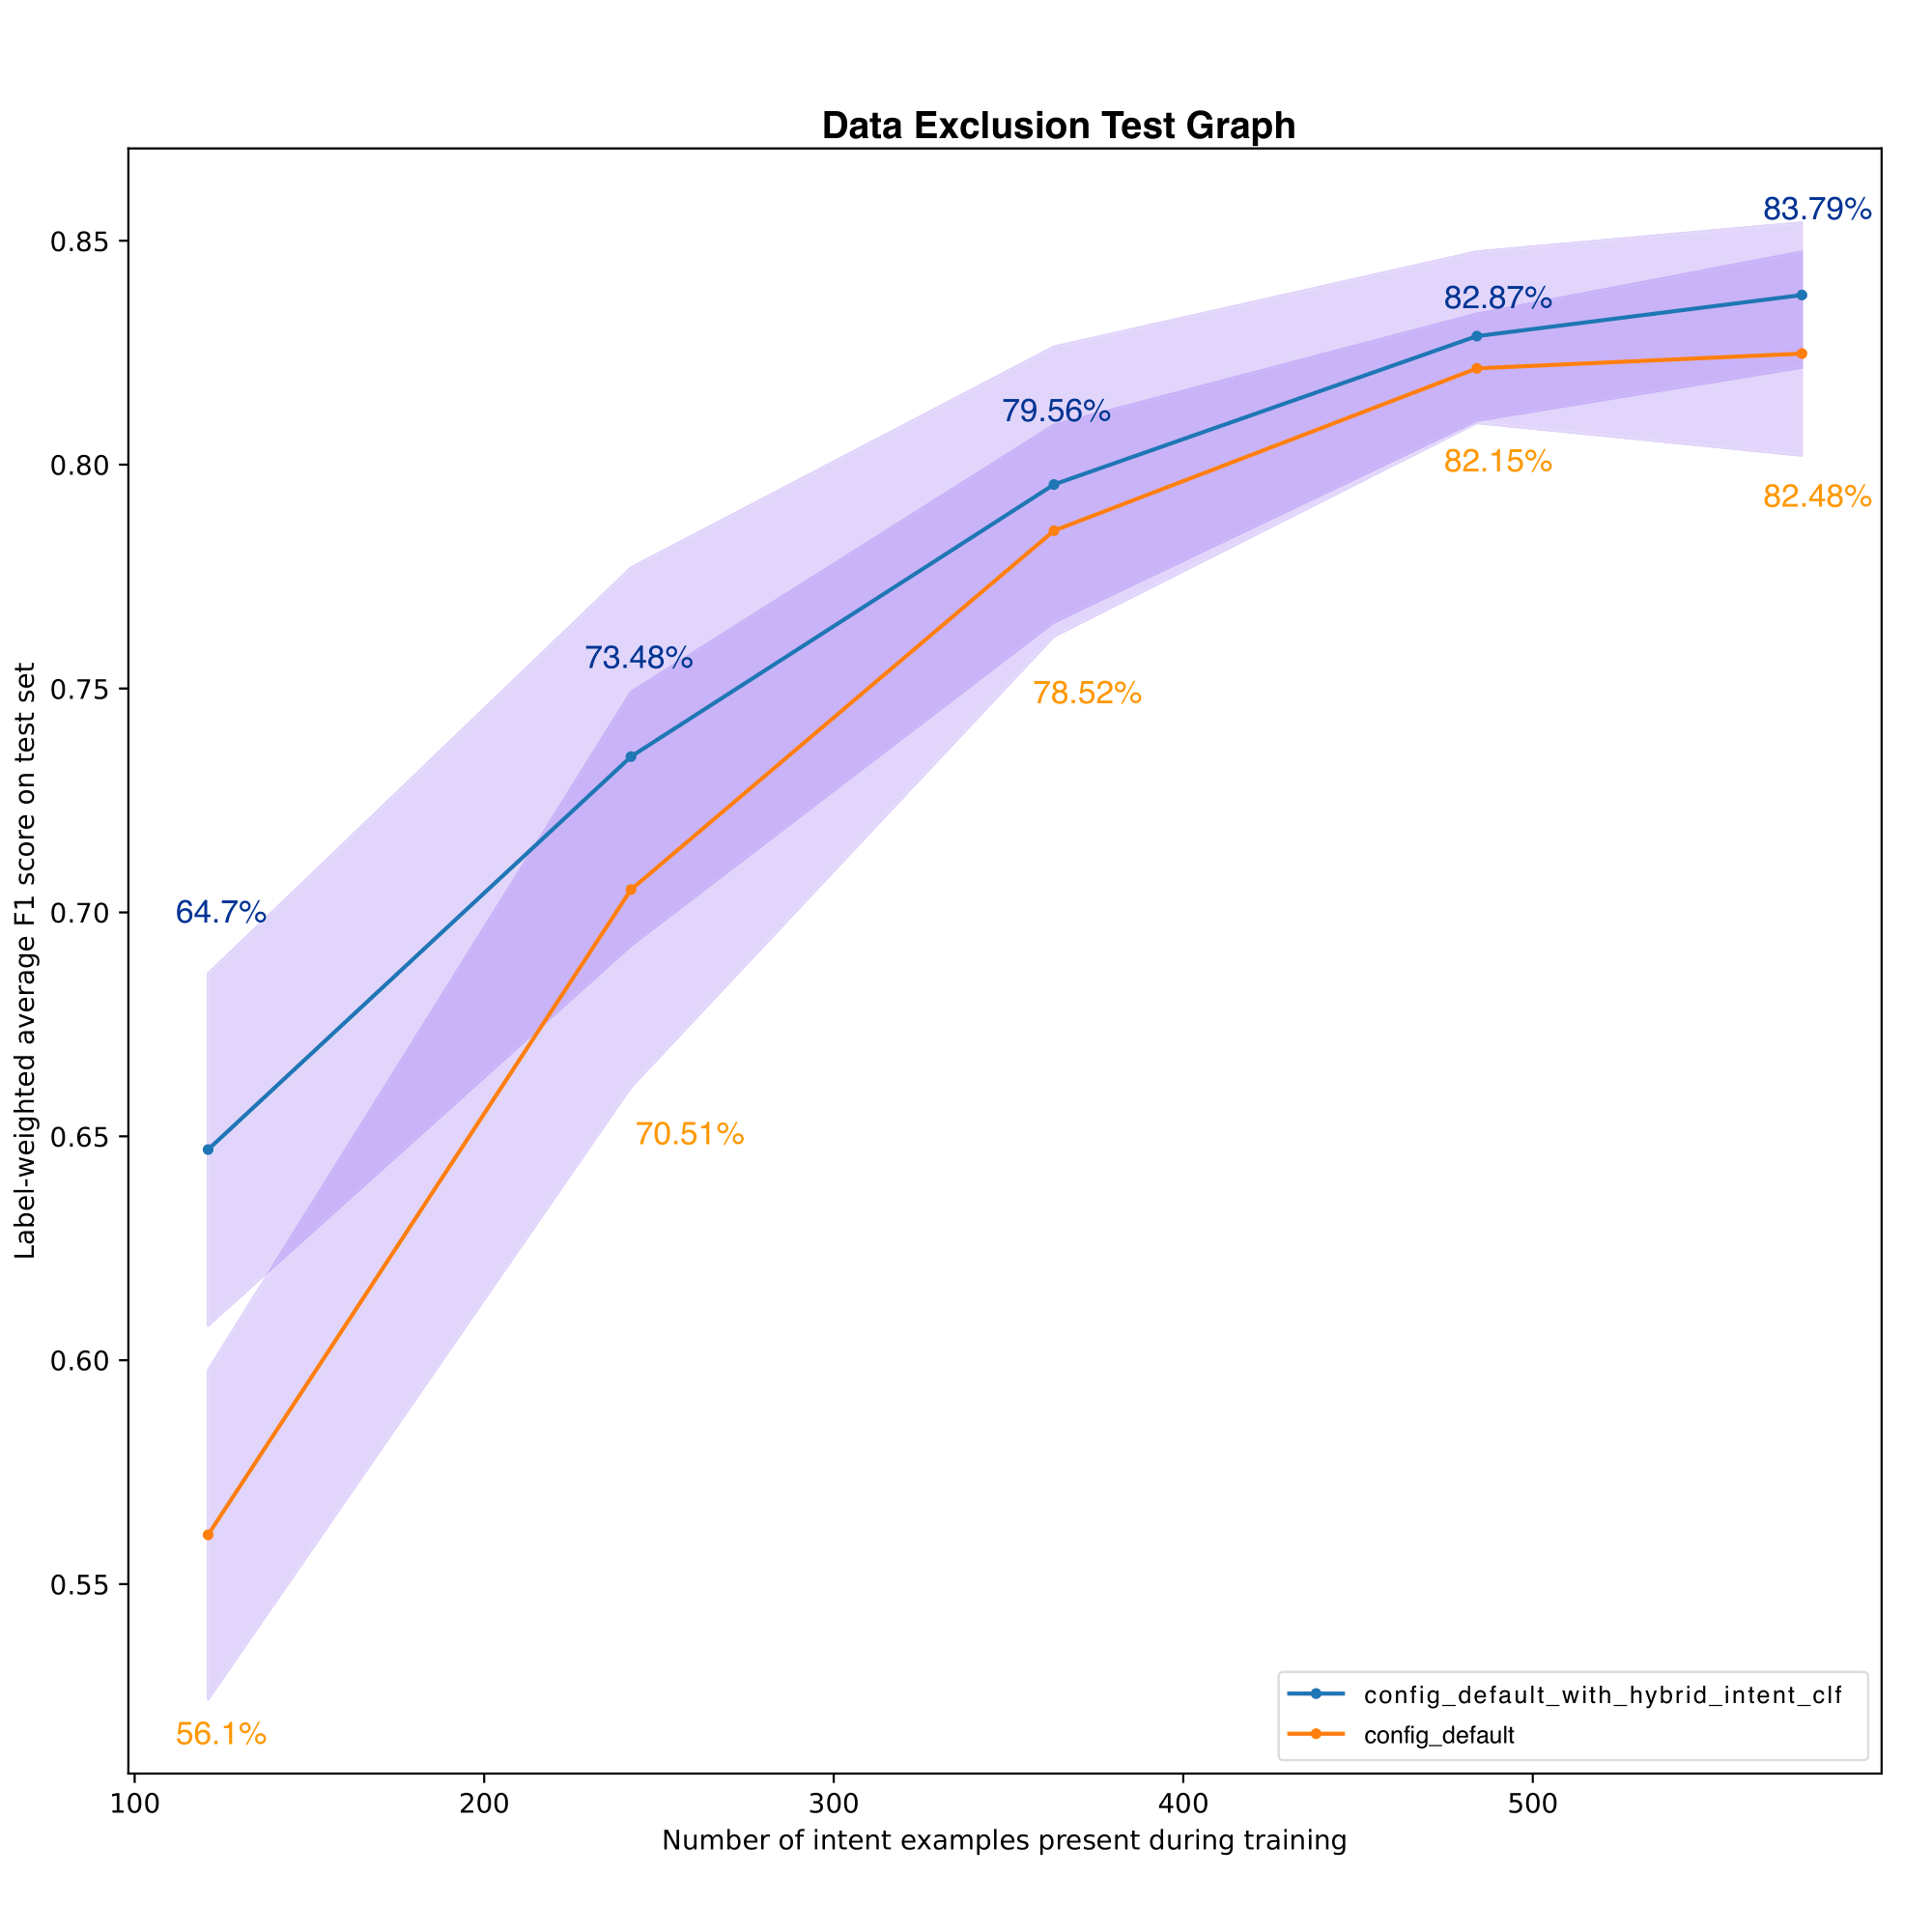 Data Exclusion Test Graph
83.79%
0.85
82.87%
79.56%
0.80
82.15%
82.48%
73.48%
0.75
78.52%
64.7%
0.70
Label-weighted average F1 score on test set
0.65
70.51%
0.60
0.55
56.1%
config_default_with_hybrid_intent_clf
config_default
100 200 300 400 500
Number of intent examples present during training